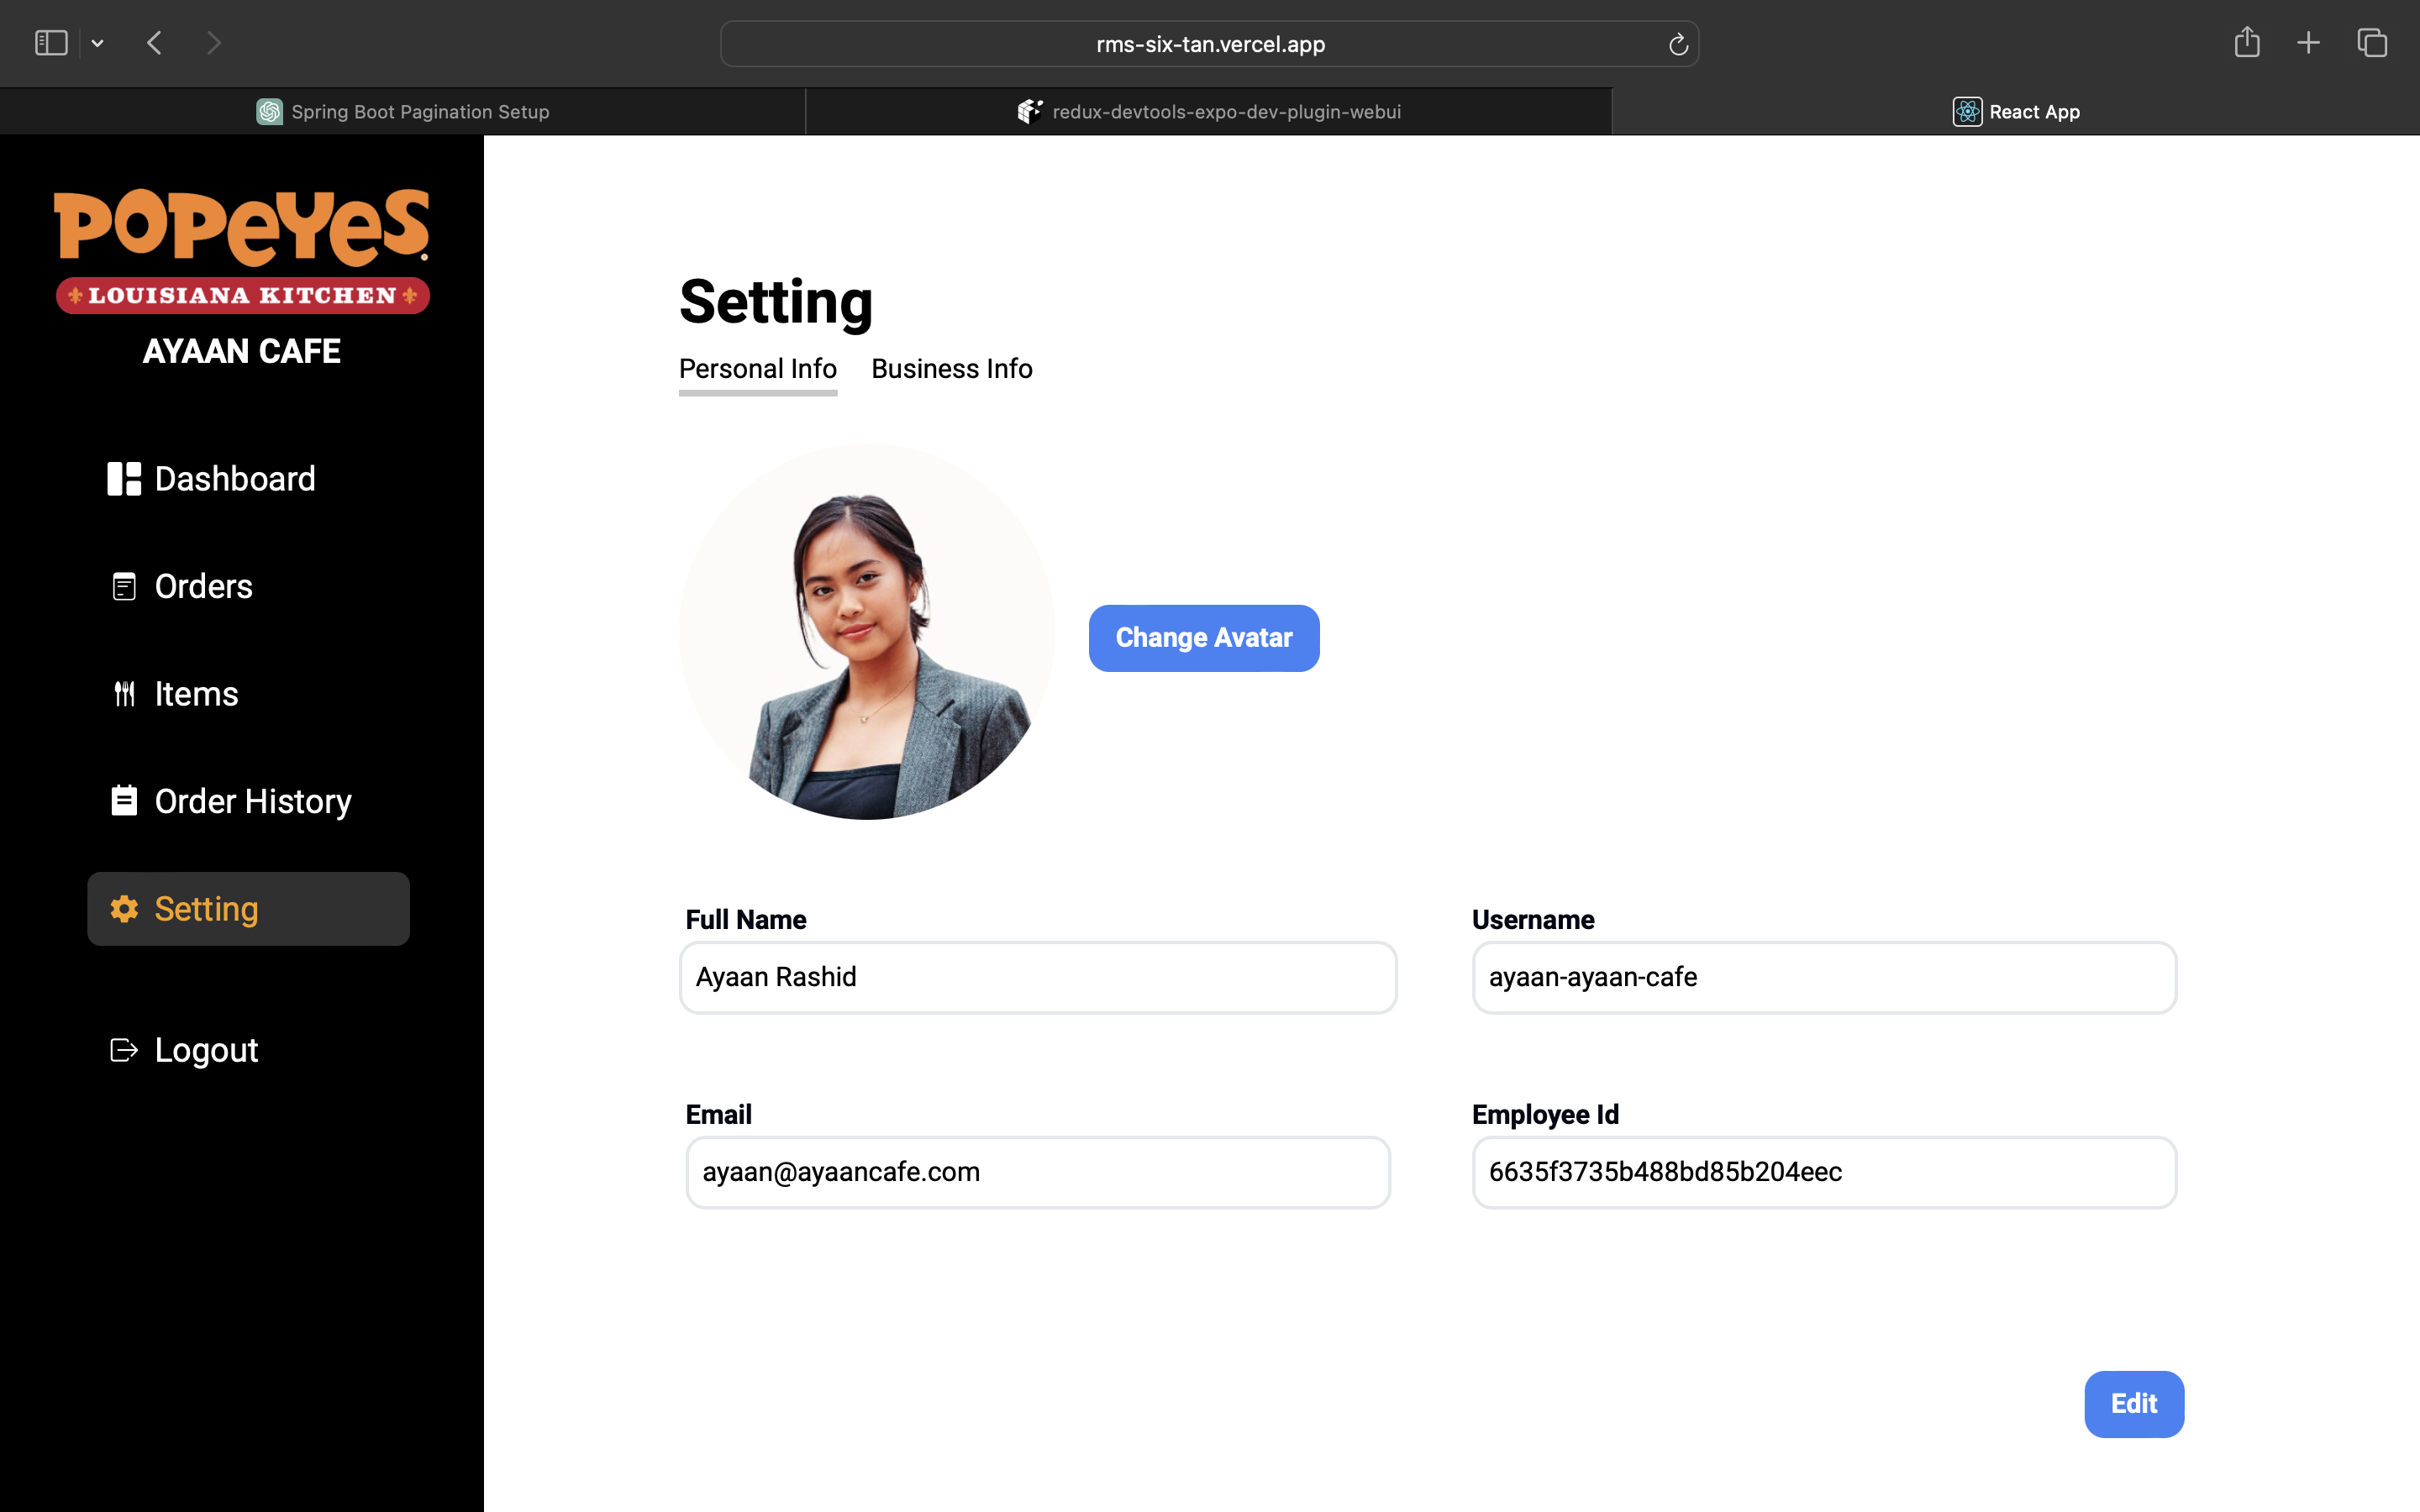 rms-six-tan.vercel.app
Spring Boot Pagination Setup
redux-devtools-expo-dev-plugin-webui
React App
POPEYES
LOUISIANA KITCHEN
AYAAN CAFE
Dashboard
Orders
Items
Order History
Setting
Logout
Setting
Personal Info Business Info
Change Avatar
Full Name Username
Ayaan Rashid ayaan-ayaan-cafe
Email Employee Id
ayaan@ayaancafe.com 6635f3735b488bd85b204eec
Edit